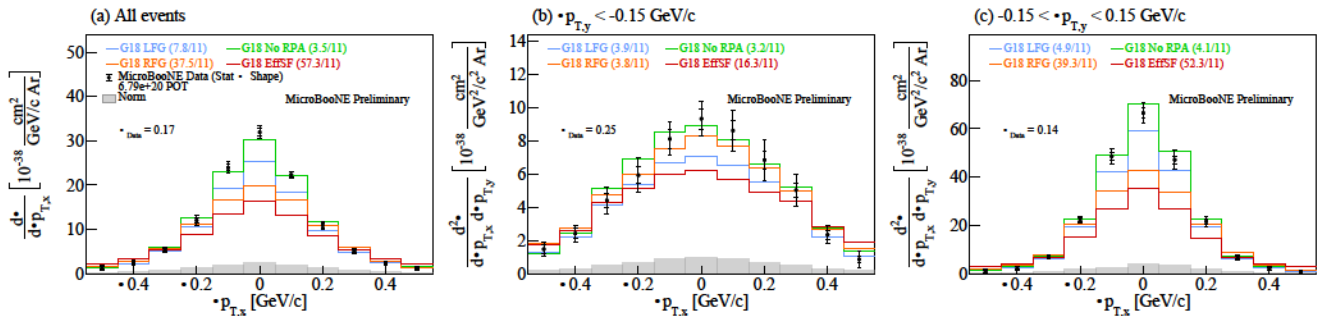 (a) All events
G18 LFG (7.8/11)
G18 No RPA (3.5/11)
G18 RFG (37.5/11)
G18 EffSF (57.3/11)
MicroBooNE Data (Stat • Shape)
6.79e+20 POT
Norm
MicroBooNE Preliminary
•Data = 0.17
50
40
30
20
10
0
•0.4 •0.2 0 0.2 0.4
•pT,x [GeV/c]
d• / d•pT,x [10-38 cm2 / GeV/c Ar]
(b) •pT,y < -0.15 GeV/c
G18 LFG (3.9/11)
G18 No RPA (3.2/11)
G18 RFG (3.8/11)
G18 EffSF (16.3/11)
MicroBooNE Preliminary
•Data = 0.25
14
12
10
8
6
4
2
0
•0.4 •0.2 0 0.2 0.4
•pT,x [GeV/c]
d2• / d•pT,x d•pT,y [10-38 cm2 / GeV2/c2 Ar]
(c) -0.15 < •pT,y < 0.15 GeV/c
G18 LFG (4.9/11)
G18 No RPA (4.1/11)
G18 RFG (39.3/11)
G18 EffSF (52.3/11)
MicroBooNE Preliminary
•Data = 0.14
80
60
40
20
0
•0.4 •0.2 0 0.2 0.4
•pT,x [GeV/c]
d2• / d•pT,x d•pT,y [10-38 cm2 / GeV2/c2 Ar]